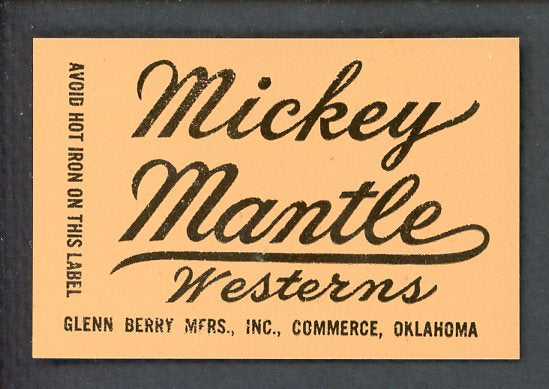 Mickey
Mantle
Westerns
GLENN BERRY MFRS., INC., COMMERCE, OKLAHOMA
AVOID HOT IRON ON THIS LABEL